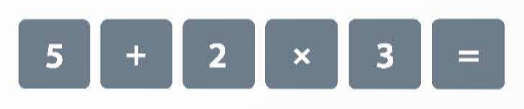 5 + 2 × 3 =